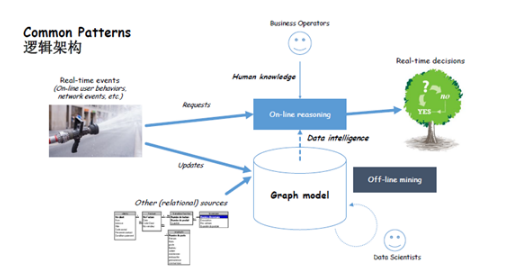 Common Patterns
逻辑架构
Business Operators
Real-time events
(On-line user behaviors,
network events, etc.)
Human knowledge
Real-time decisions
Requests
On-line reasoning
?
no
YES
Data intelligence
Updates
Graph model
Off-line mining
Other (relational) sources
Data Scientists